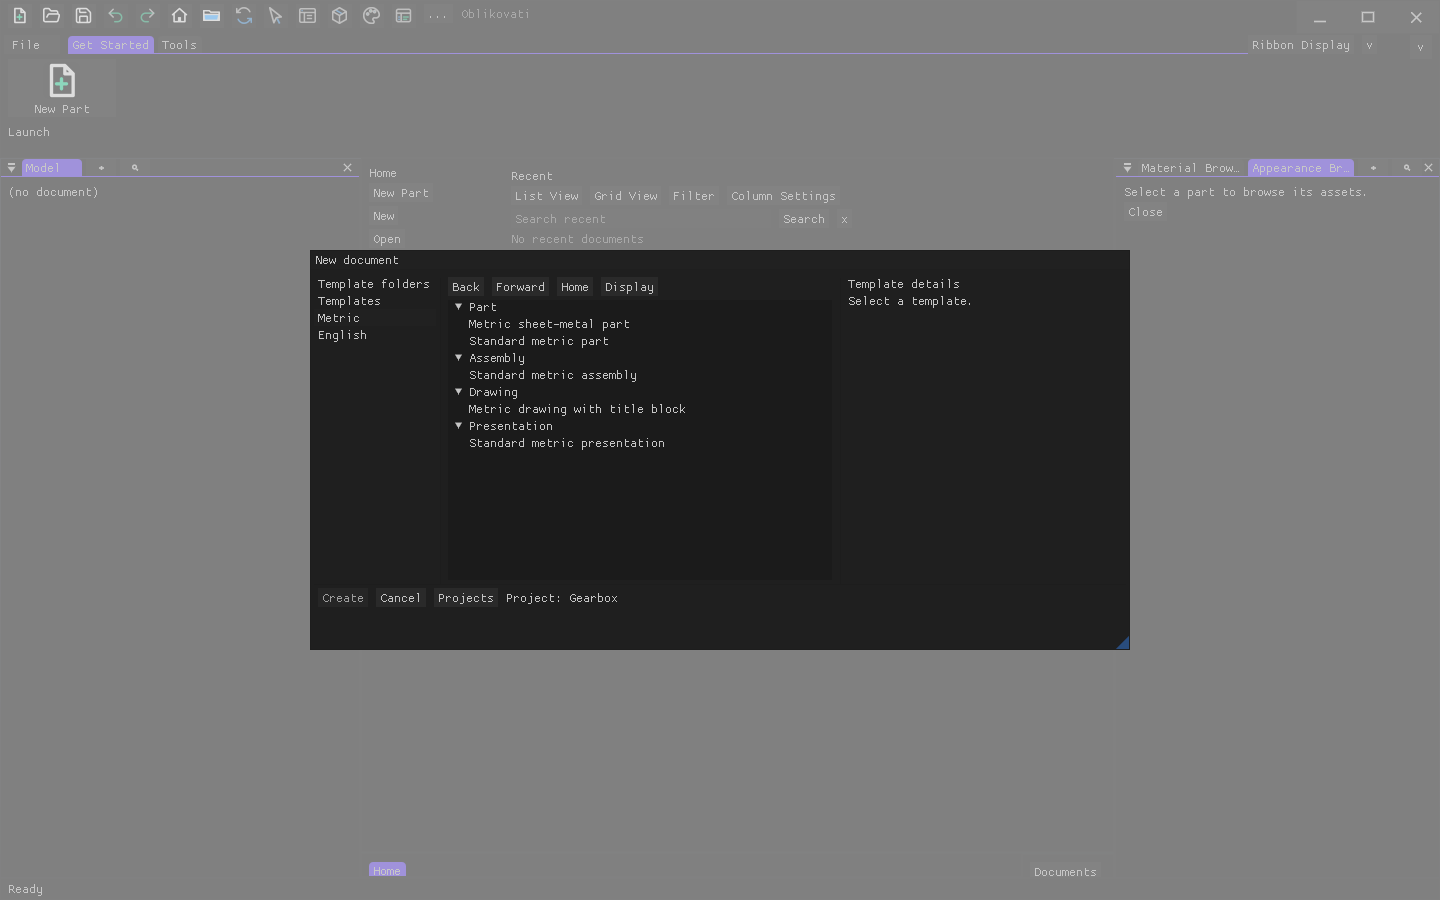 ... Oblikovati
File Get Started Tools Ribbon Display v v
New Part
Launch
Model
(no document)
Home
New Part
New
Open
Recent
List View Grid View Filter Column Settings
Search recent Search x
No recent documents
Material Brow… Appearance Br…
Select a part to browse its assets.
Close
New document
Template folders
Templates
Metric
English
Back Forward Home Display
Part
Metric sheet-metal part
Standard metric part
Assembly
Standard metric assembly
Drawing
Metric drawing with title block
Presentation
Standard metric presentation
Template details
Select a template.
Create Cancel Projects Project: Gearbox
Home Documents
Ready